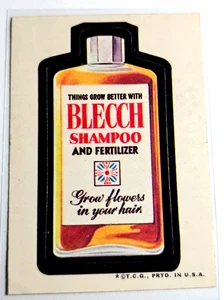 THINGS GROW BETTER WITH
BLECCH
SHAMPOO
AND FERTILIZER
Grow flowers
in your hair.
* © T.C.G., PRTD. IN U.S.A.